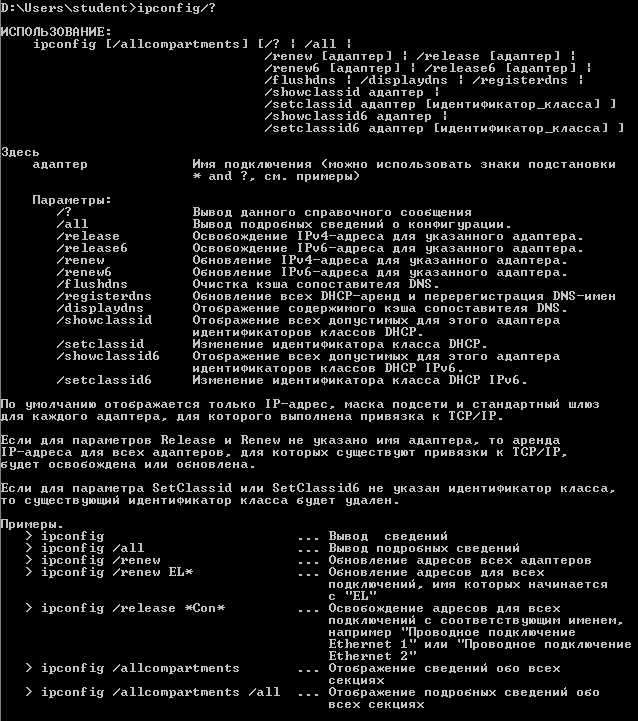 D:\Users\student>ipconfig/?
ИСПОЛЬЗОВАНИЕ:
ipconfig [/allcompartments] [/? | /all |
/renew [адаптер] | /release [адаптер] |
/renew6 [адаптер] | /release6 [адаптер] |
/flushdns | /displaydns | /registerdns |
/showclassid адаптер |
/setclassid адаптер [идентификатор_класса] ]
/showclassid6 адаптер |
/setclassid6 адаптер [идентификатор_класса] ]
Здесь
адаптер Имя подключения (можно использовать знаки подстановки
* and ?, см. примеры)
Параметры:
/? Вывод данного справочного сообщения
/all Вывод подробных сведений о конфигурации.
/release Освобождение IPv4-адреса для указанного адаптера.
/release6 Освобождение IPv6-адреса для указанного адаптера.
/renew Обновление IPv4-адреса для указанного адаптера.
/renew6 Обновление IPv6-адреса для указанного адаптера.
/flushdns Очистка кэша сопоставителя DNS.
/registerdns Обновление всех DHCP-аренд и перерегистрация DNS-имен
/displaydns Отображение содержимого кэша сопоставителя DNS.
/showclassid Отображение всех допустимых для этого адаптера
идентификаторов классов DHCP.
/setclassid Изменение идентификатора класса DHCP.
/showclassid6 Отображение всех допустимых для этого адаптера
идентификаторов классов DHCP IPv6.
/setclassid6 Изменение идентификатора класса DHCP IPv6.
По умолчанию отображается только IP-адрес, маска подсети и стандартный шлюз
для каждого адаптера, для которого выполнена привязка к TCP/IP.
Если для параметров Release и Renew не указано имя адаптера, то аренда
IP-адреса для всех адаптеров, для которых существуют привязки к TCP/IP,
будет освобождена или обновлена.
Если для параметра SetClassid или SetClassid6 не указан идентификатор класса,
то существующий идентификатор класса будет удален.
Примеры.
> ipconfig ... Вывод  сведений
> ipconfig /all ... Вывод подробных сведений
> ipconfig /renew ... Обновление адресов всех адаптеров
> ipconfig /renew EL* ... Обновление адресов для всех
подключений, имя которых начинается
с "EL"
> ipconfig /release *Con* ... Освобождение адресов для всех
подключений с соответствующим именем,
например "Проводное подключение
Ethernet 1" или "Проводное подключение
Ethernet 2"
> ipconfig /allcompartments ... Отображение сведений обо всех
секциях
> ipconfig /allcompartments /all ... Отображение подробных сведений обо
всех секциях